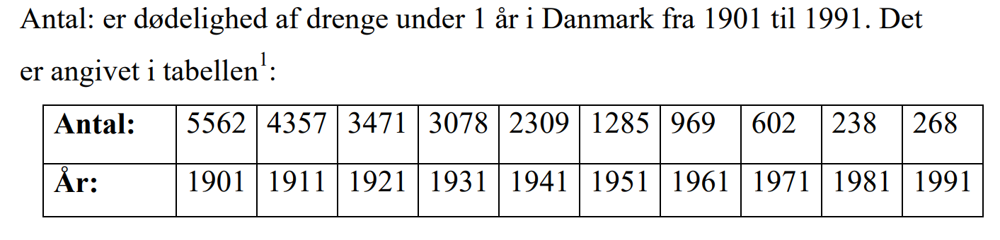 Antal: er dødelighed af drenge under 1 år i Danmark fra 1901 til 1991. Det
er angivet i tabellen1:
Antal: 5562 4357 3471 3078 2309 1285 969 602 238 268
År: 1901 1911 1921 1931 1941 1951 1961 1971 1981 1991